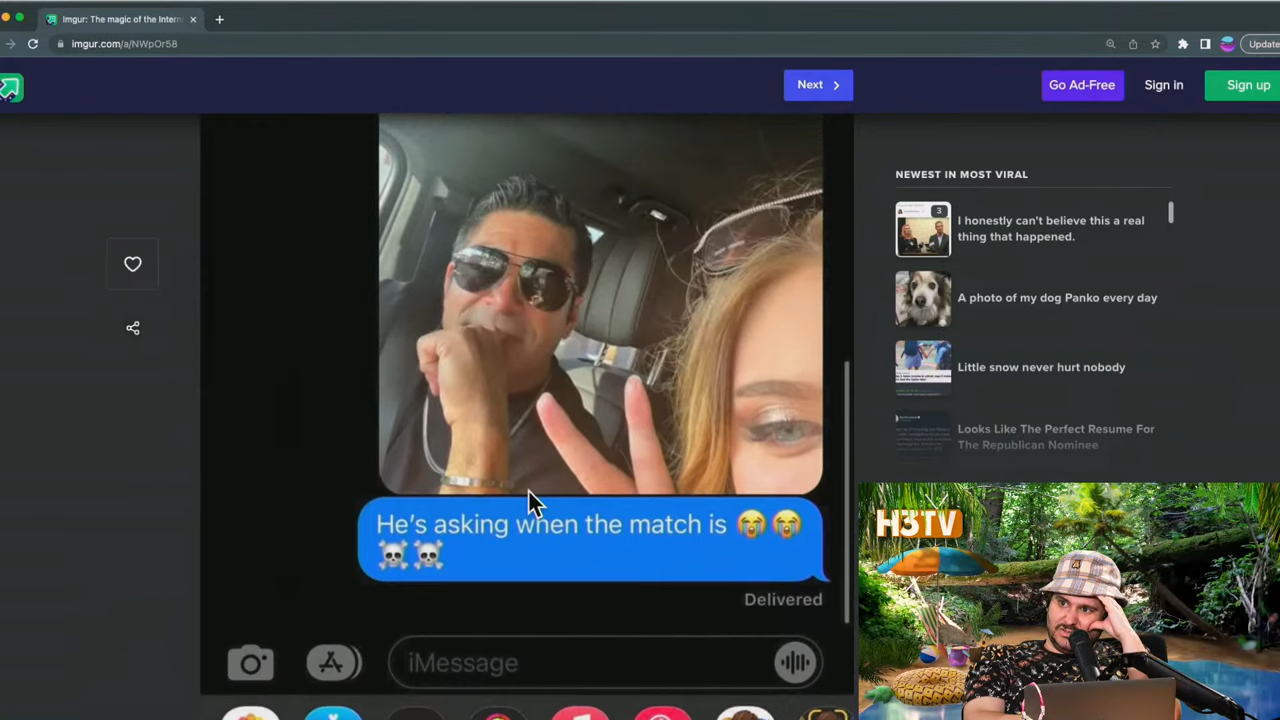 Imgur: The magic of the Intern
imgur.com/a/NWpOr58
Update
Next
Go Ad-Free
Sign in
Sign up
NEWEST IN MOST VIRAL
3
I honestly can't believe this a real
thing that happened.
A photo of my dog Panko every day
Little snow never hurt nobody
Looks Like The Perfect Resume For
The Republican Nominee
He's asking when the match is 😭😭
☠️☠️
Delivered
iMessage
H3TV